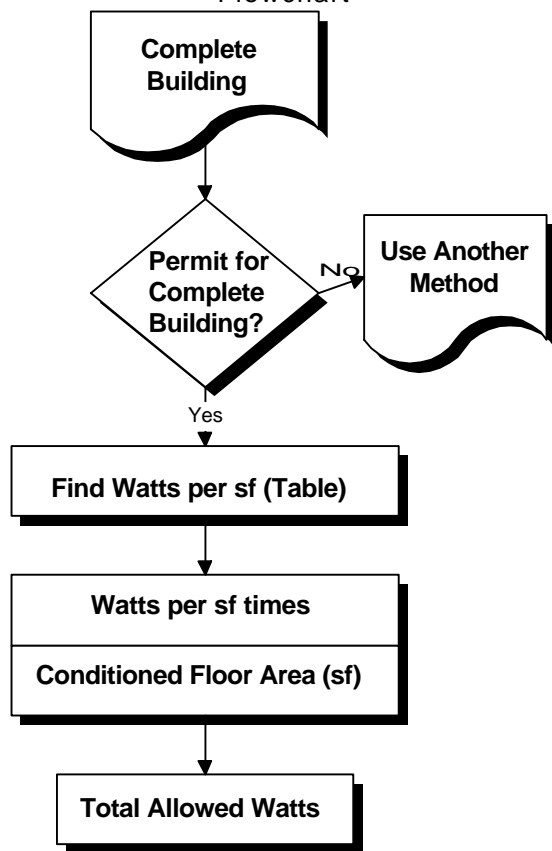 Flowchart
Complete
Building
Permit for
Complete
Building?
No
Use Another
Method
Yes
Find Watts per sf (Table)
Watts per sf times
Conditioned Floor Area (sf)
Total Allowed Watts